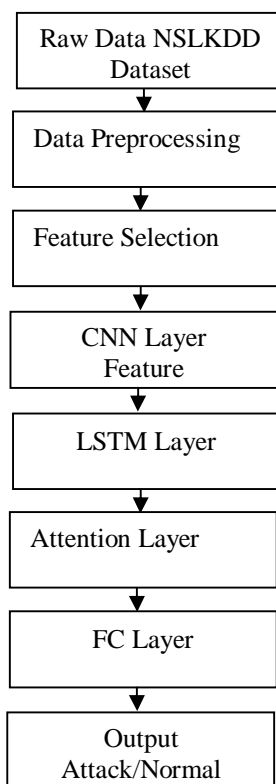 Raw Data NSLKDD
Dataset
Data Preprocessing
Feature Selection
CNN Layer
Feature
LSTM Layer
Attention Layer
FC Layer
Output
Attack/Normal